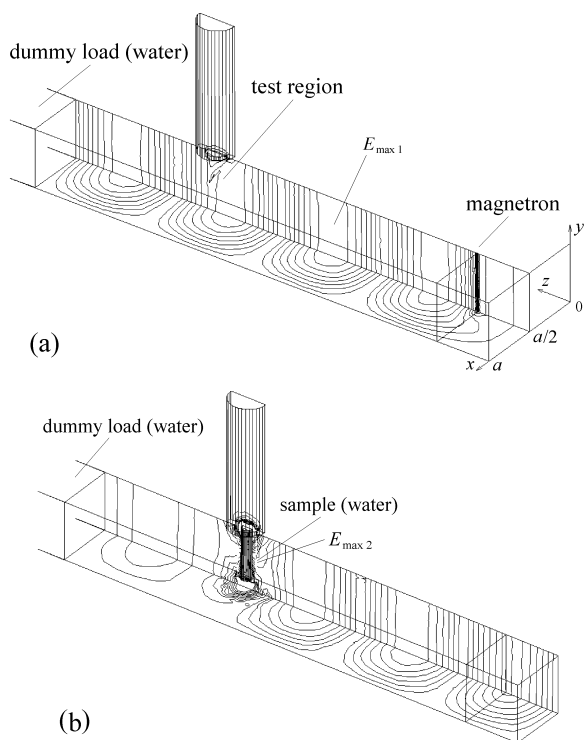 dummy load (water)
test region
E max 1
magnetron
y
z
0
a/2
x
a
(a)
dummy load (water)
sample (water)
E max 2
(b)